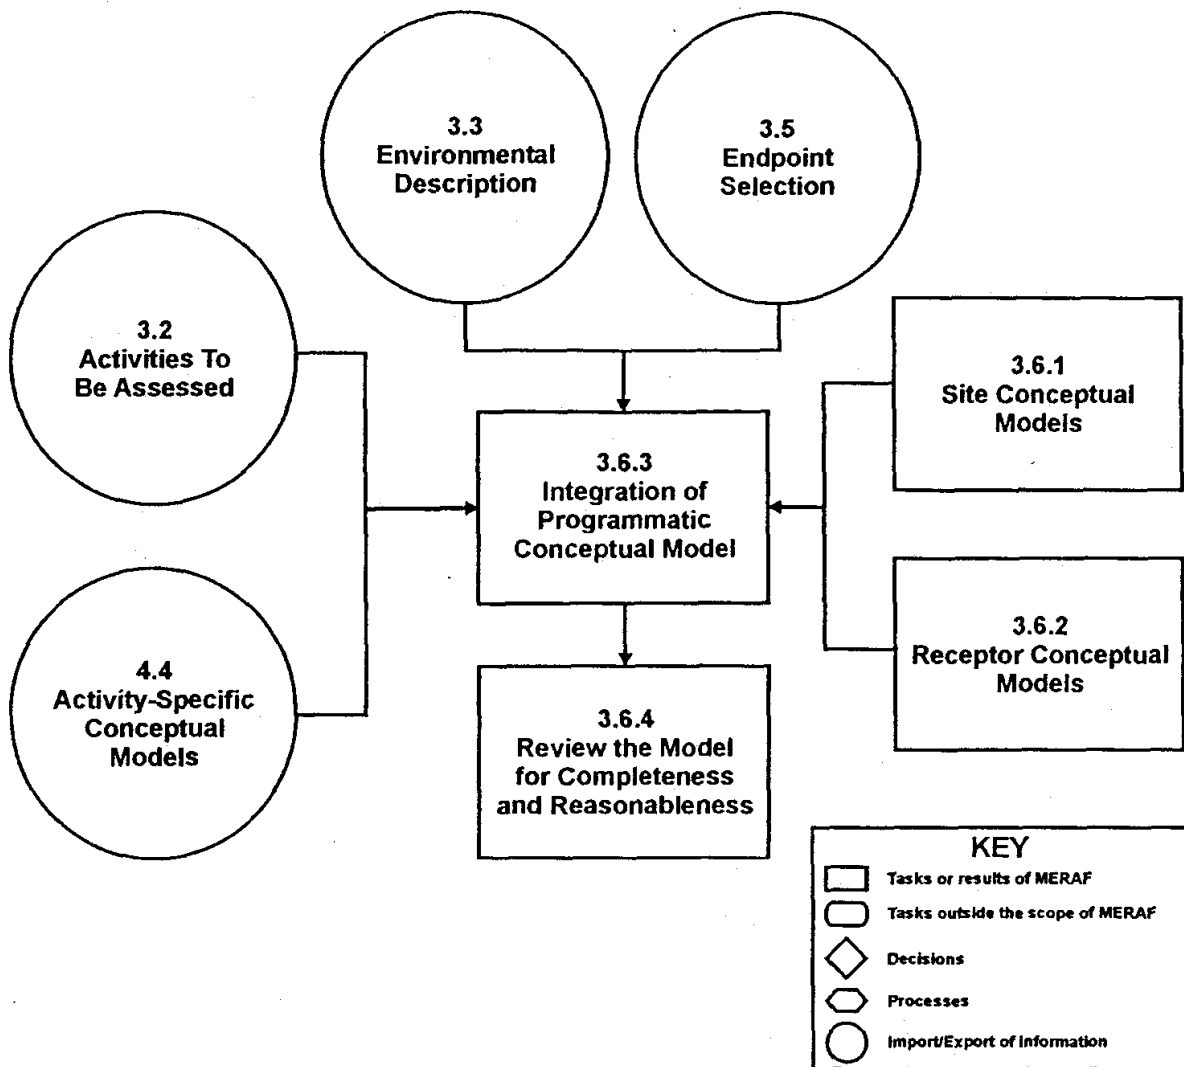 3.3
Environmental
Description
3.5
Endpoint
Selection
3.2
Activities To
Be Assessed
3.6.1
Site Conceptual
Models
3.6.3
Integration of
Programmatic
Conceptual Model
3.6.2
Receptor Conceptual
Models
4.4
Activity-Specific
Conceptual
Models
3.6.4
Review the Model
for Completeness
and Reasonableness
KEY
Tasks or results of MERAF
Tasks outside the scope of MERAF
Decisions
Processes
Import/Export of Information